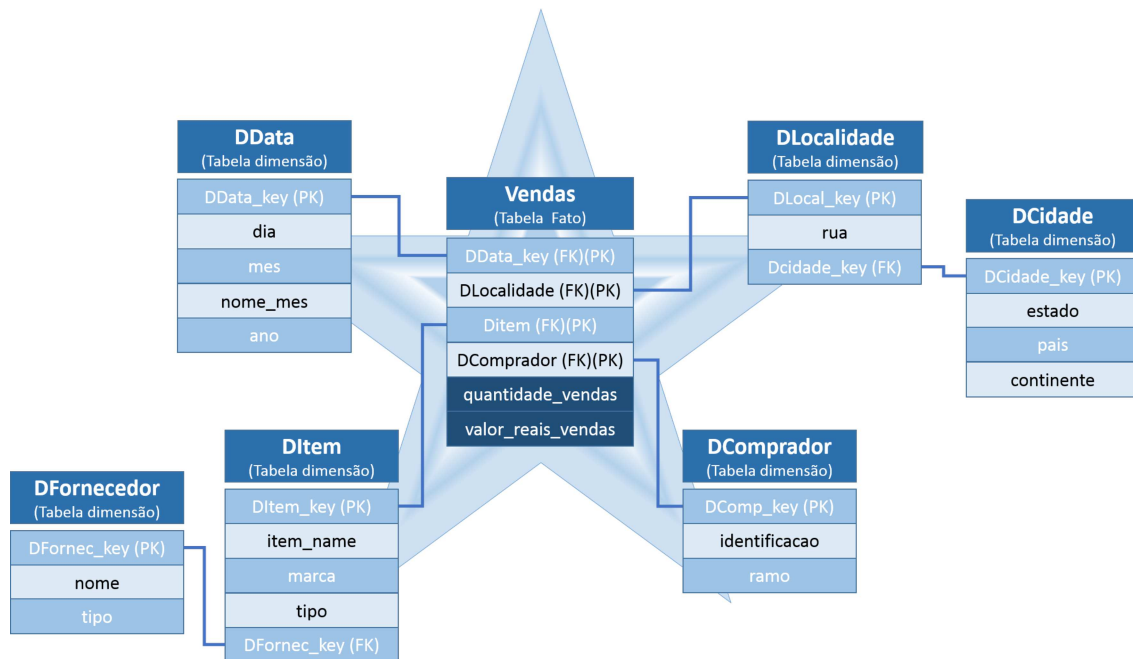 DData
(Tabela dimensão)
DData_key (PK)
dia
mes
nome_mes
ano
Vendas
(Tabela Fato)
DData_key (FK)(PK)
DLocalidade (FK)(PK)
Ditem (FK)(PK)
DComprador (FK)(PK)
quantidade_vendas
valor_reais_vendas
DLocalidade
(Tabela dimensão)
DLocal_key (PK)
rua
Dcidade_key (FK)
DCidade
(Tabela dimensão)
DCidade_key (PK)
estado
pais
continente
DFornecedor
(Tabela dimensão)
DFornec_key (PK)
nome
tipo
DItem
(Tabela dimensão)
DItem_key (PK)
item_name
marca
tipo
DFornec_key (FK)
DComprador
(Tabela dimensão)
DComp_key (PK)
identificacao
ramo